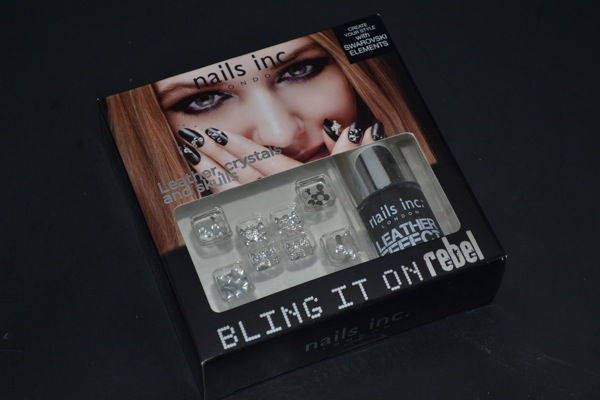 CREATE
YOUR STYLE
with
SWAROVSKI
ELEMENTS
nails inc.
LONDON
Leather, crystals
and skulls
nails inc.
LONDON
LEATHER
EFFECT
BLING IT ON rebel
nails inc.